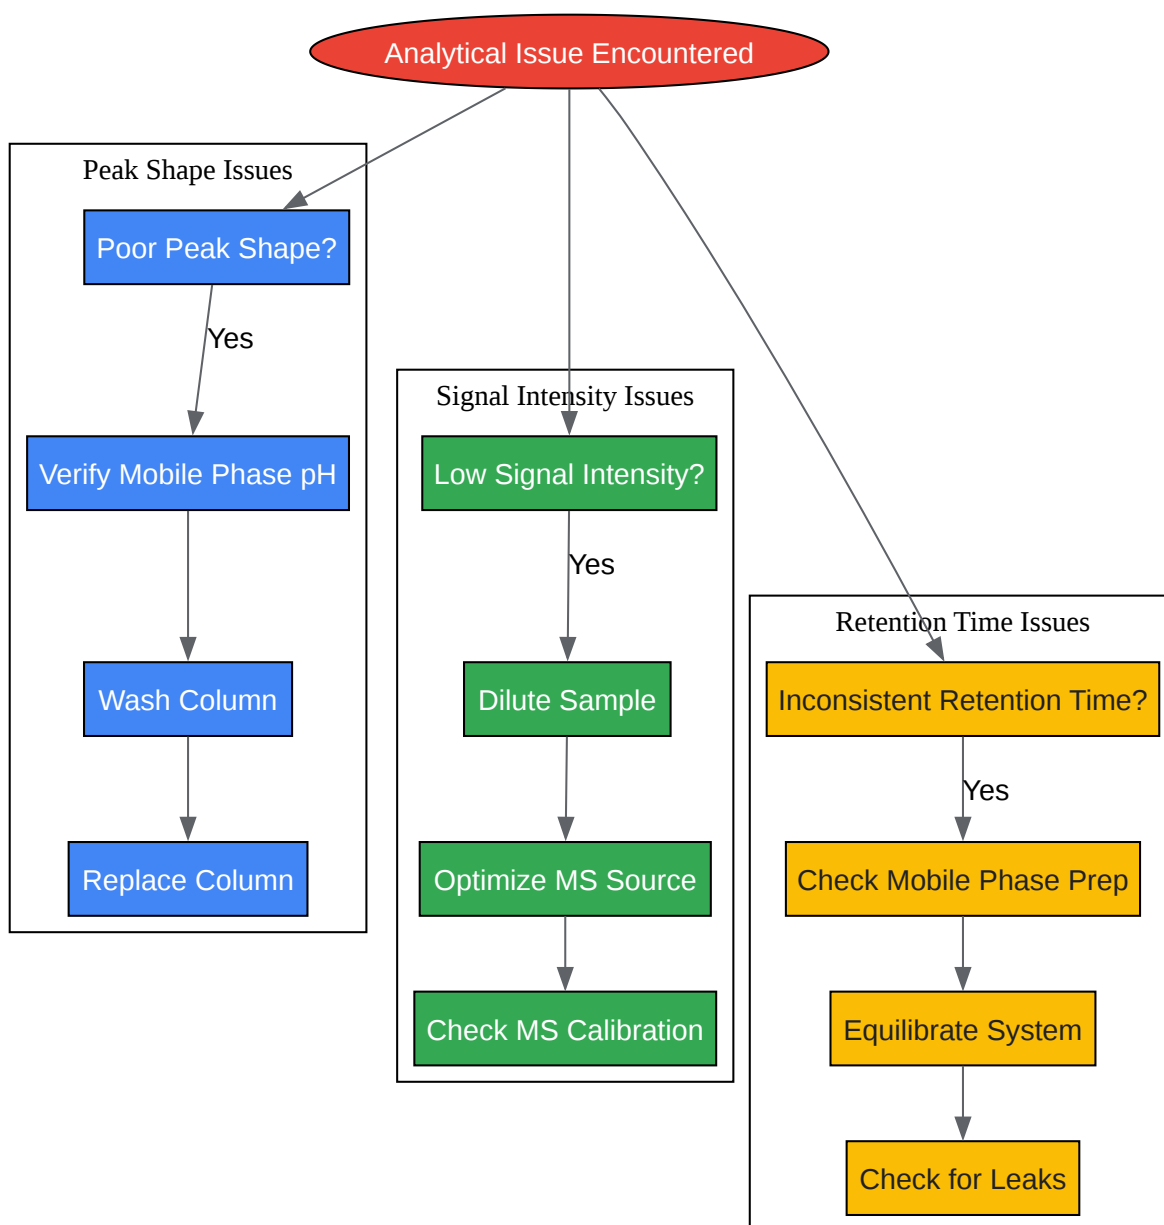 Analytical Issue Encountered
Peak Shape Issues
Poor Peak Shape?
Yes
Verify Mobile Phase pH
Wash Column
Replace Column
Signal Intensity Issues
Low Signal Intensity?
Yes
Dilute Sample
Optimize MS Source
Check MS Calibration
Retention Time Issues
Inconsistent Retention Time?
Yes
Check Mobile Phase Prep
Equilibrate System
Check for Leaks